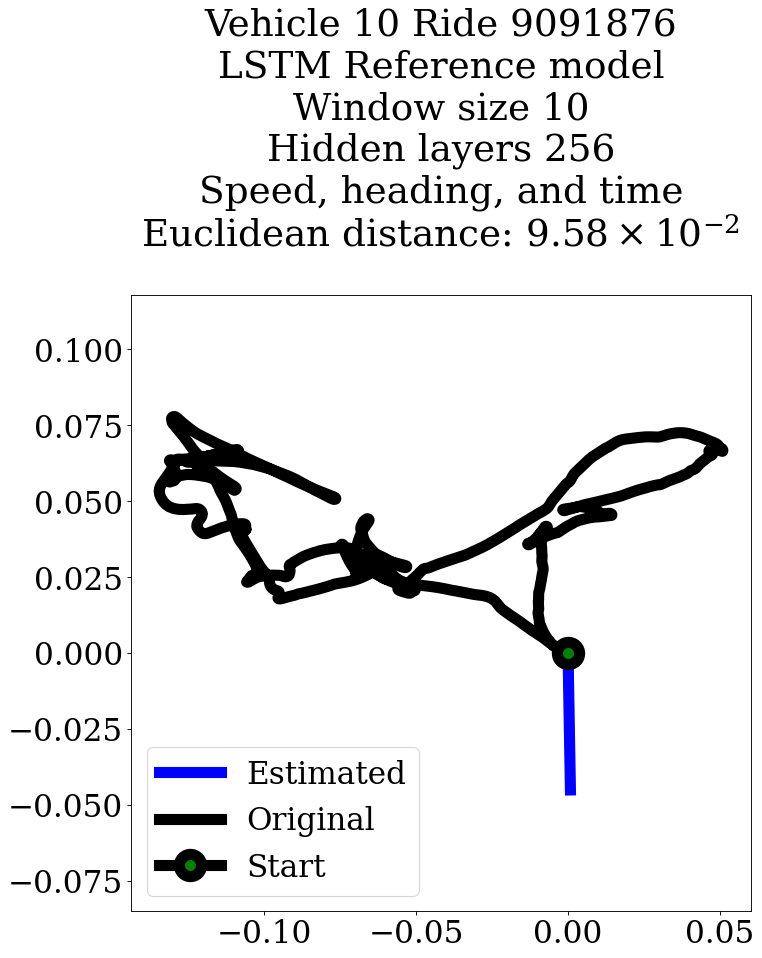 Vehicle 10 Ride 9091876
LSTM Reference model
Window size 10
Hidden layers 256
Speed, heading, and time
Euclidean distance: 9.58 × 10⁻²
0.100
0.075
0.050
0.025
0.000
−0.025
−0.050
−0.075
Estimated
Original
Start
−0.10
−0.05
0.00
0.05